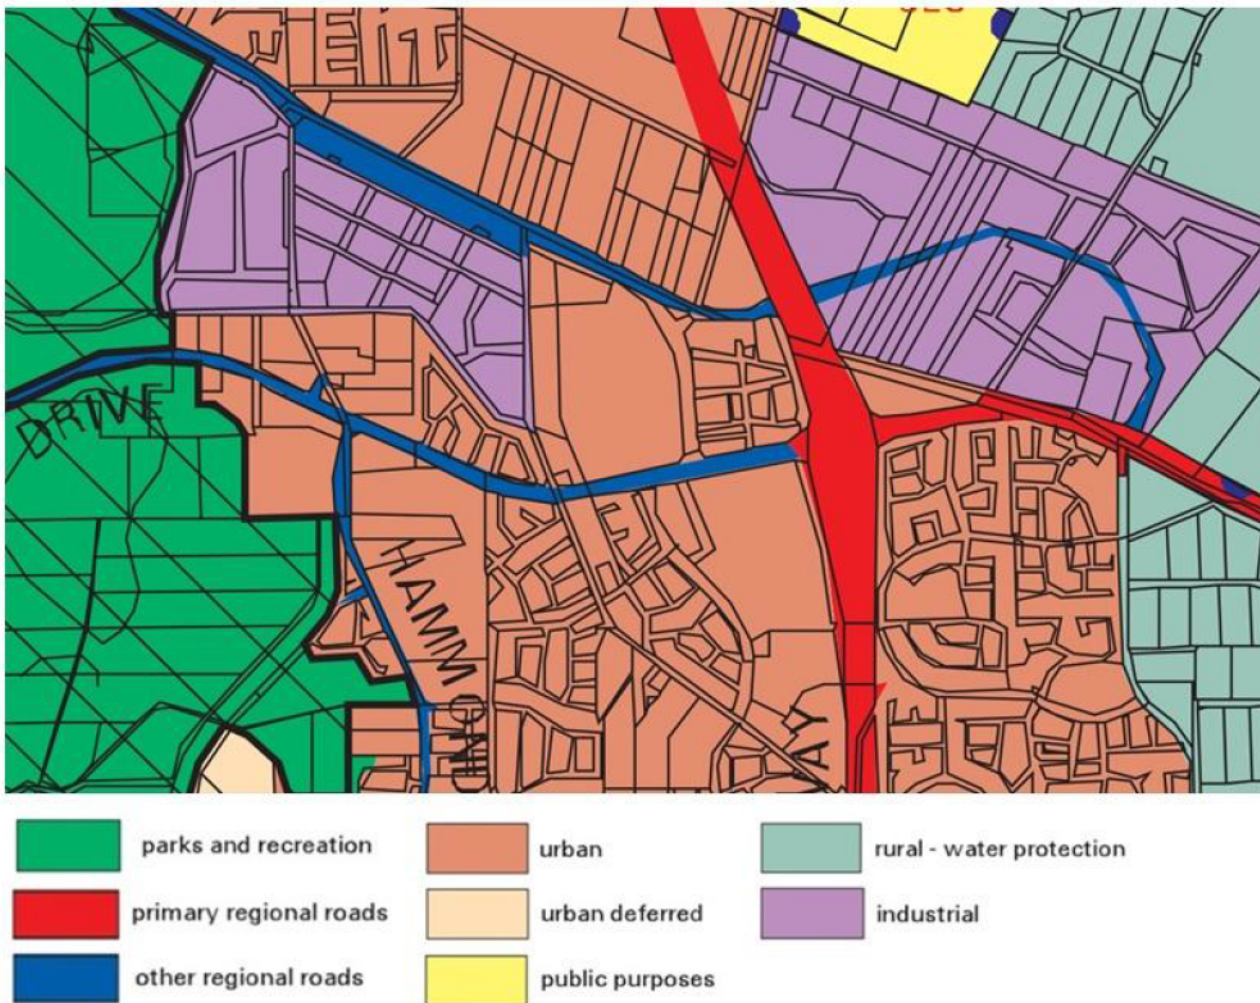 DRIVE
HAMMOND
parks and recreation
urban
rural - water protection
primary regional roads
urban deferred
industrial
other regional roads
public purposes